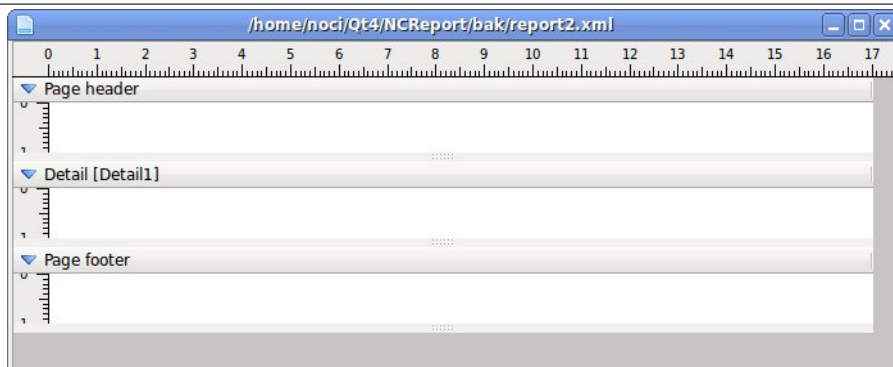 /home/noci/Qt4/NCReport/bak/report2.xml
0 1 2 3 4 5 6 7 8 9 10 11 12 13 14 15 16 17
Page header
0
1
Detail [Detail1]
0
1
Page footer
0
1